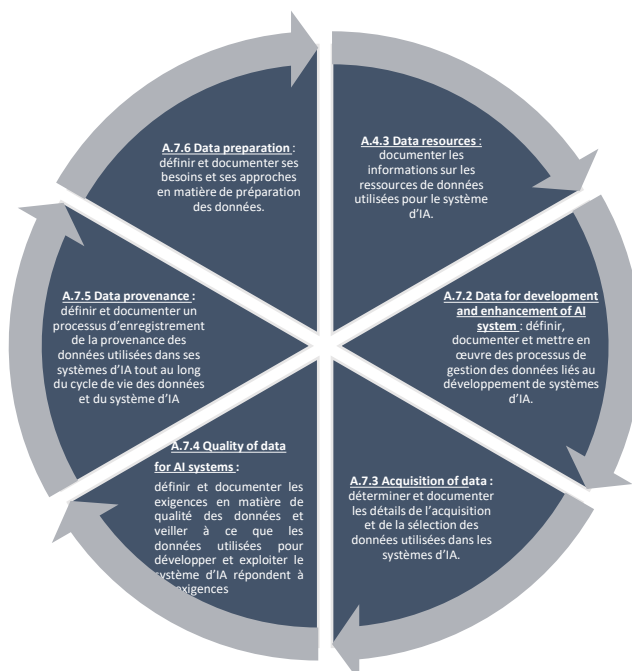 A.4.3 Data resources :
documenter les
informations sur les
ressources de données
utilisées pour le système
d'IA.
A.7.2 Data for development
and enhancement of AI
system : définir,
documenter et mettre en
œuvre des processus de
gestion des données liés au
développement de systèmes
d'IA.
A.7.3 Acquisition of data :
déterminer et documenter
les détails de l'acquisition
et de la sélection des
données utilisées dans les
systèmes d'IA.
A.7.4 Quality of data
for AI systems :
définir et documenter les
exigences en matière de
qualité des données et
veiller à ce que les
données utilisées pour
développer et exploiter le
système d'IA répondent à
exigences
A.7.5 Data provenance :
définir et documenter un
processus d'enregistrement
de la provenance des
données utilisées dans ses
systèmes d'IA tout au long
du cycle de vie des données
et du système d'IA
A.7.6 Data preparation :
définir et documenter ses
besoins et ses approches
en matière de préparation
des données.